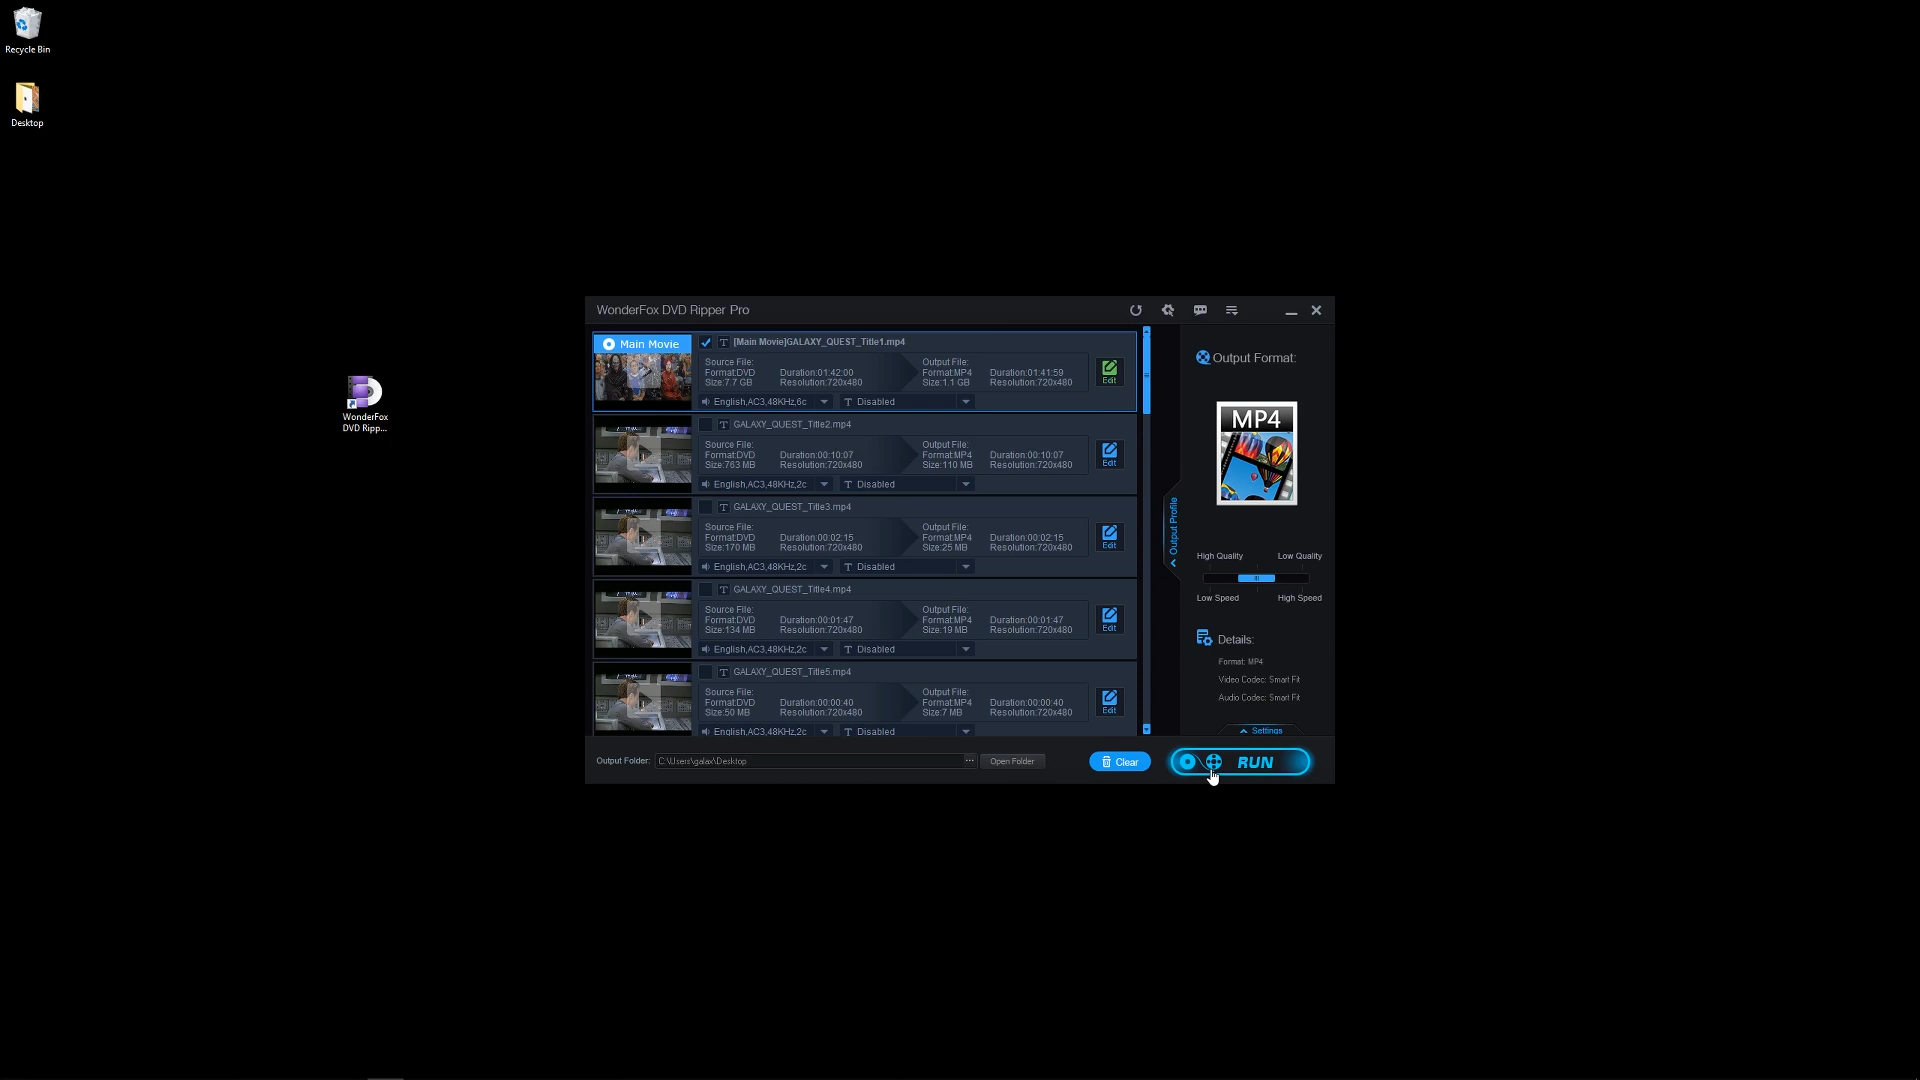 Recycle Bin
Desktop
WonderFox
DVD Ripp...
WonderFox DVD Ripper Pro
Main Movie
[Main Movie]GALAXY_QUEST_Title1.mp4
Source File:
Format:DVD Duration:01:42:00
Size:7.7 GB Resolution:720x480
Output File:
Format:MP4 Duration:01:41:59
Size:1.1 GB Resolution:720x480
Edit
English,AC3,48KHz,6c
T Disabled
GALAXY_QUEST_Title2.mp4
Source File:
Format:DVD Duration:00:10:07
Size:763 MB Resolution:720x480
Output File:
Format:MP4 Duration:00:10:07
Size:110 MB Resolution:720x480
Edit
English,AC3,48KHz,2c
T Disabled
GALAXY_QUEST_Title3.mp4
Source File:
Format:DVD Duration:00:02:15
Size:170 MB Resolution:720x480
Output File:
Format:MP4 Duration:00:02:15
Size:25 MB Resolution:720x480
Edit
English,AC3,48KHz,2c
T Disabled
GALAXY_QUEST_Title4.mp4
Source File:
Format:DVD Duration:00:01:47
Size:134 MB Resolution:720x480
Output File:
Format:MP4 Duration:00:01:47
Size:19 MB Resolution:720x480
Edit
English,AC3,48KHz,2c
T Disabled
GALAXY_QUEST_Title5.mp4
Source File:
Format:DVD Duration:00:00:40
Size:50 MB Resolution:720x480
Output File:
Format:MP4 Duration:00:00:40
Size:7 MB Resolution:720x480
Edit
English,AC3,48KHz,2c
T Disabled
Output Profile
Output Format:
MP4
High Quality Low Quality
Low Speed High Speed
Details:
Format: MP4
Video Codec: Smart Fit
Audio Codec: Smart Fit
Settings
Output Folder: C:\Users\galax\Desktop ... Open Folder
Clear
RUN